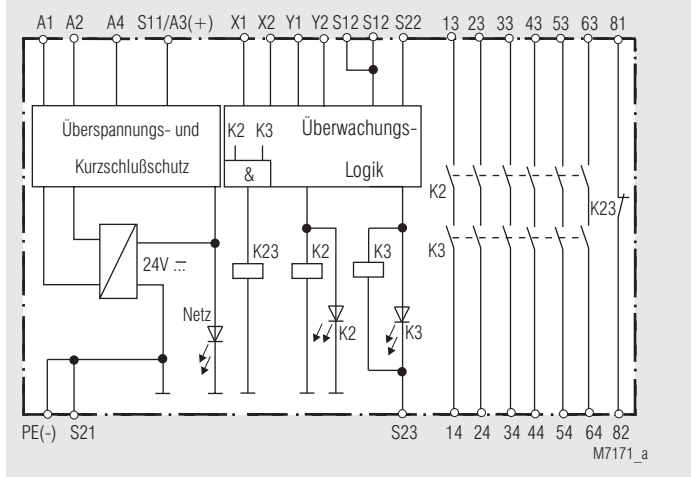 A1 A2 A4 S11/A3(+) X1 X2 Y1 Y2 S12 S12 S22 13 23 33 43 53 63 81
Überspannungs- und
Kurzschlußschutz
K2 K3
&
Überwachungs-
Logik
K2
K23
K3
24V
K23
K2
K3
Netz
K2
K3
PE(-) S21 S23 14 24 34 44 54 64 82
M7171_a